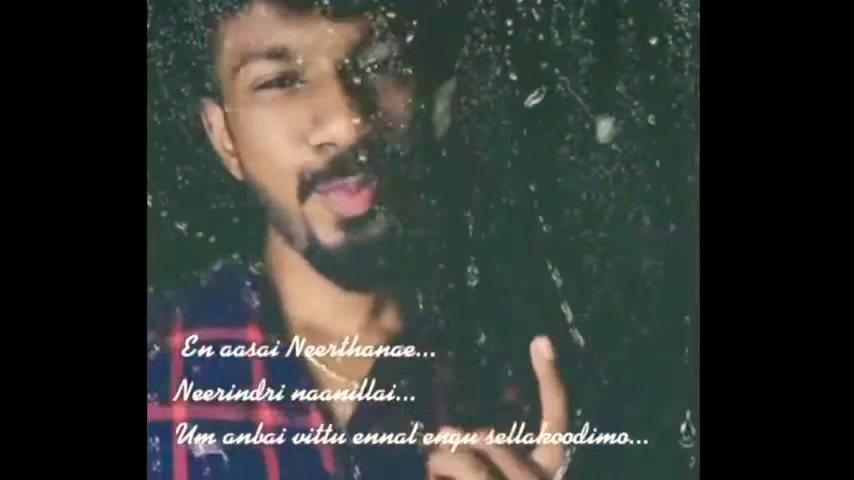 En aasai Neerthanae...
Neerindri naanillai...
Um anbai vittu ennal engu sellakoodimo...